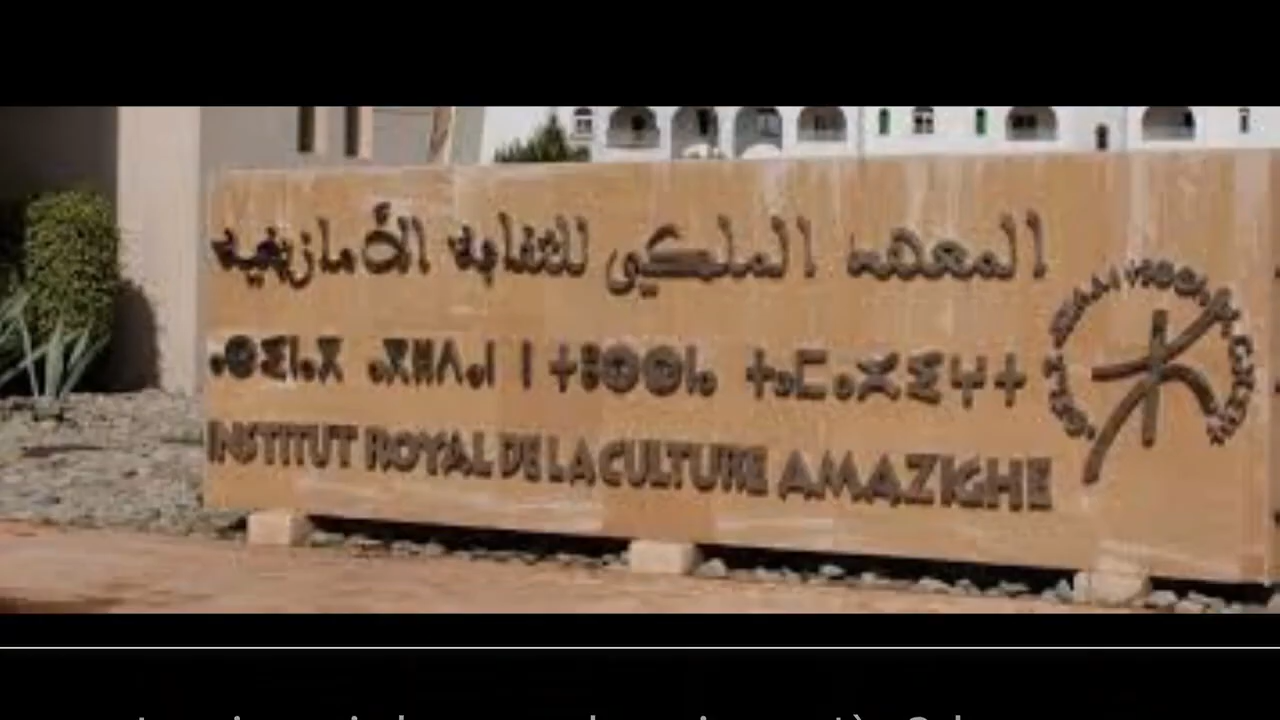 المعهد الملكي للثقافة الأمازيغية
ⴰⵙⵉⵏⴰⴳ ⴰⴳⵍⴷⴰⵏ ⵏ ⵜⵓⵙⵙⵏⴰ ⵜⴰⵎⴰⵣⵉⵖⵜ
INSTITUT ROYAL DE LA CULTURE AMAZIGHE